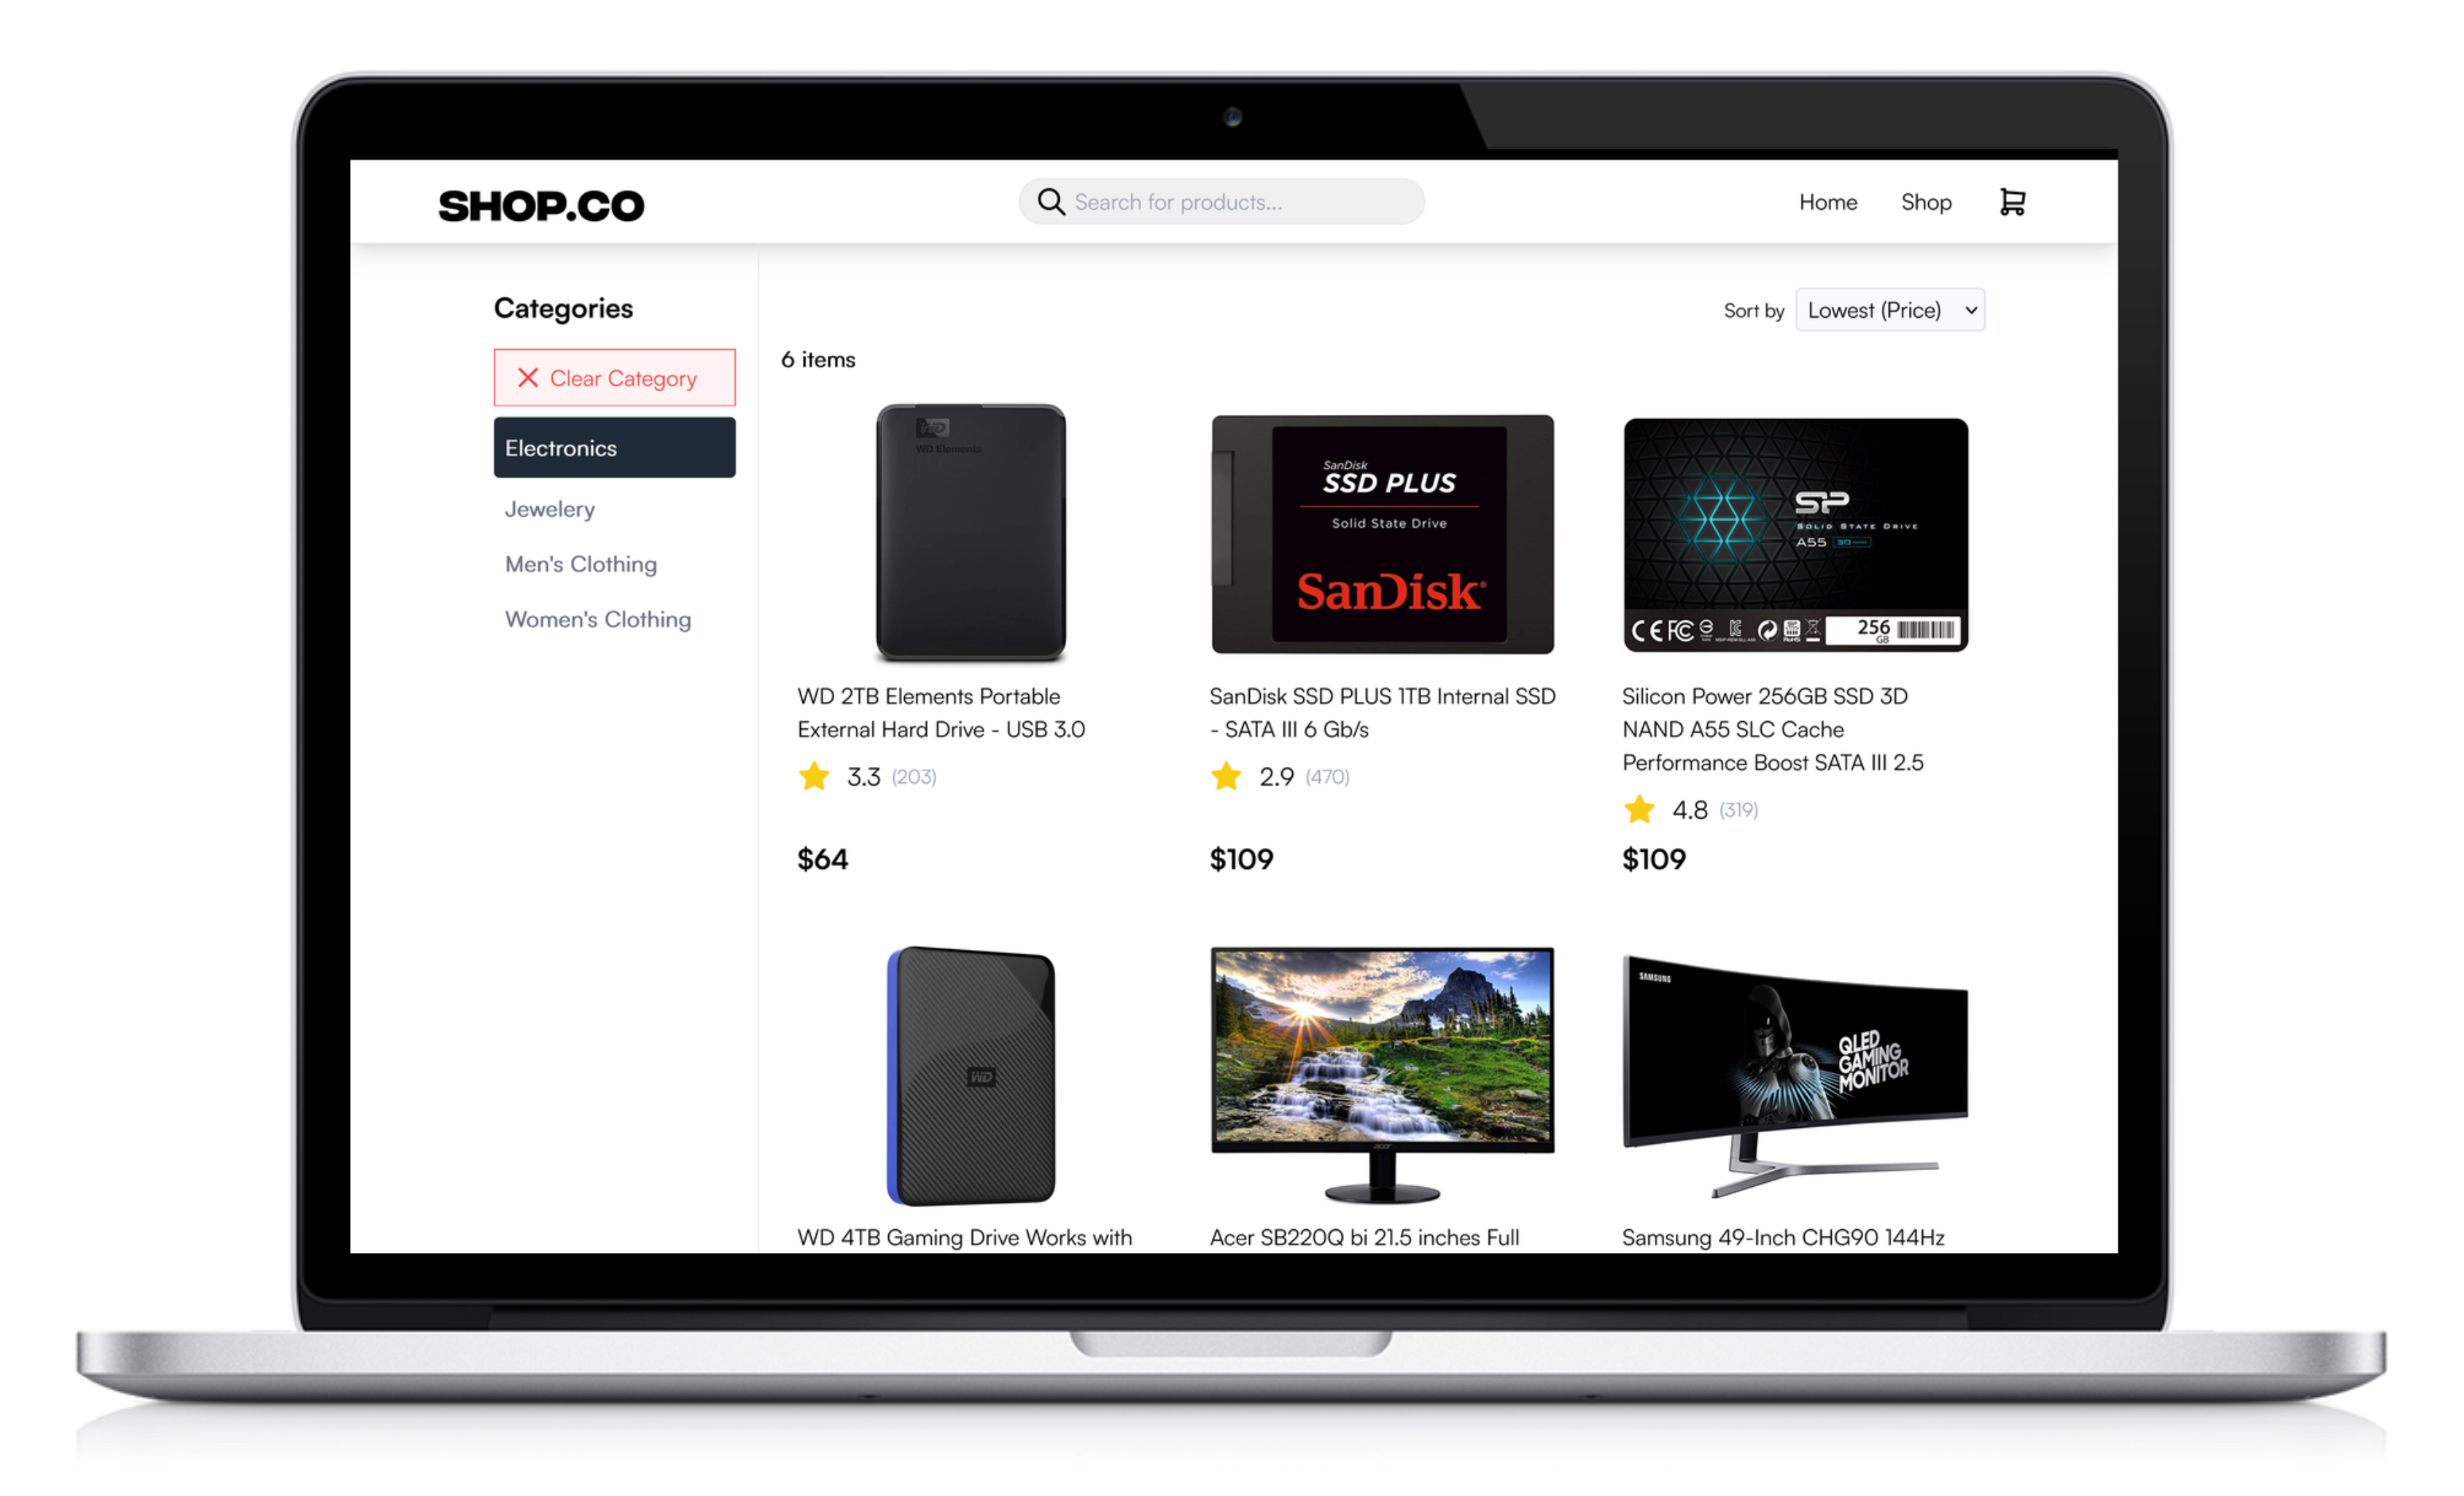 SHOP.CO
Search for products...
Home
Shop
Categories
Sort by
Lowest (Price)
Clear Category
6 items
Electronics
Jewelery
Men's Clothing
Women's Clothing
WD
WD Elements
SanDisk
SSD PLUS
Solid State Drive
SanDisk
SP
SOLID STATE DRIVE
A55
256
GB
WD 2TB Elements Portable
External Hard Drive - USB 3.0
3.3 (203)
$64
SanDisk SSD PLUS 1TB Internal SSD
- SATA III 6 Gb/s
2.9 (470)
$109
Silicon Power 256GB SSD 3D
NAND A55 SLC Cache
Performance Boost SATA III 2.5
4.8 (319)
$109
WD
acer
SAMSUNG
QLED
GAMING
MONITOR
WD 4TB Gaming Drive Works with
Acer SB220Q bi 21.5 inches Full
Samsung 49-Inch CHG90 144Hz